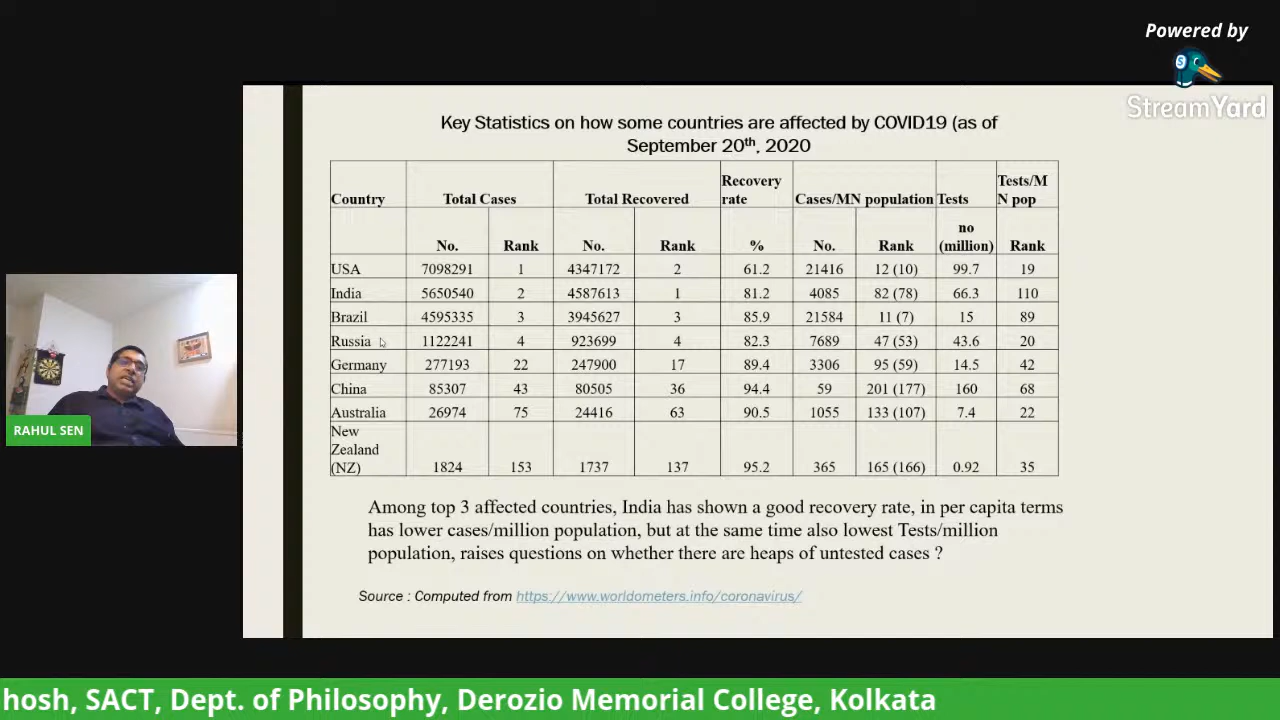 Powered by
StreamYard
Key Statistics on how some countries are affected by COVID19 (as of
September 20th, 2020
Country Total Cases Total Recovered Recovery rate Cases/MN population Tests Tests/M N pop
No. Rank No. Rank % No. Rank no (million) Rank
USA 7098291 1 4347172 2 61.2 21416 12 (10) 99.7 19
India 5650540 2 4587613 1 81.2 4085 82 (78) 66.3 110
Brazil 4595335 3 3945627 3 85.9 21584 11 (7) 15 89
Russia 1122241 4 923699 4 82.3 7689 47 (53) 43.6 20
Germany 277193 22 247900 17 89.4 3306 95 (59) 14.5 42
China 85307 43 80505 36 94.4 59 201 (177) 160 68
Australia 26974 75 24416 63 90.5 1055 133 (107) 7.4 22
New Zealand (NZ) 1824 153 1737 137 95.2 365 165 (166) 0.92 35
Among top 3 affected countries, India has shown a good recovery rate, in per capita terms
has lower cases/million population, but at the same time also lowest Tests/million
population, raises questions on whether there are heaps of untested cases ?
Source : Computed from https://www.worldometers.info/coronavirus/
RAHUL SEN
hosh, SACT, Dept. of Philosophy, Derozio Memorial College, Kolkata